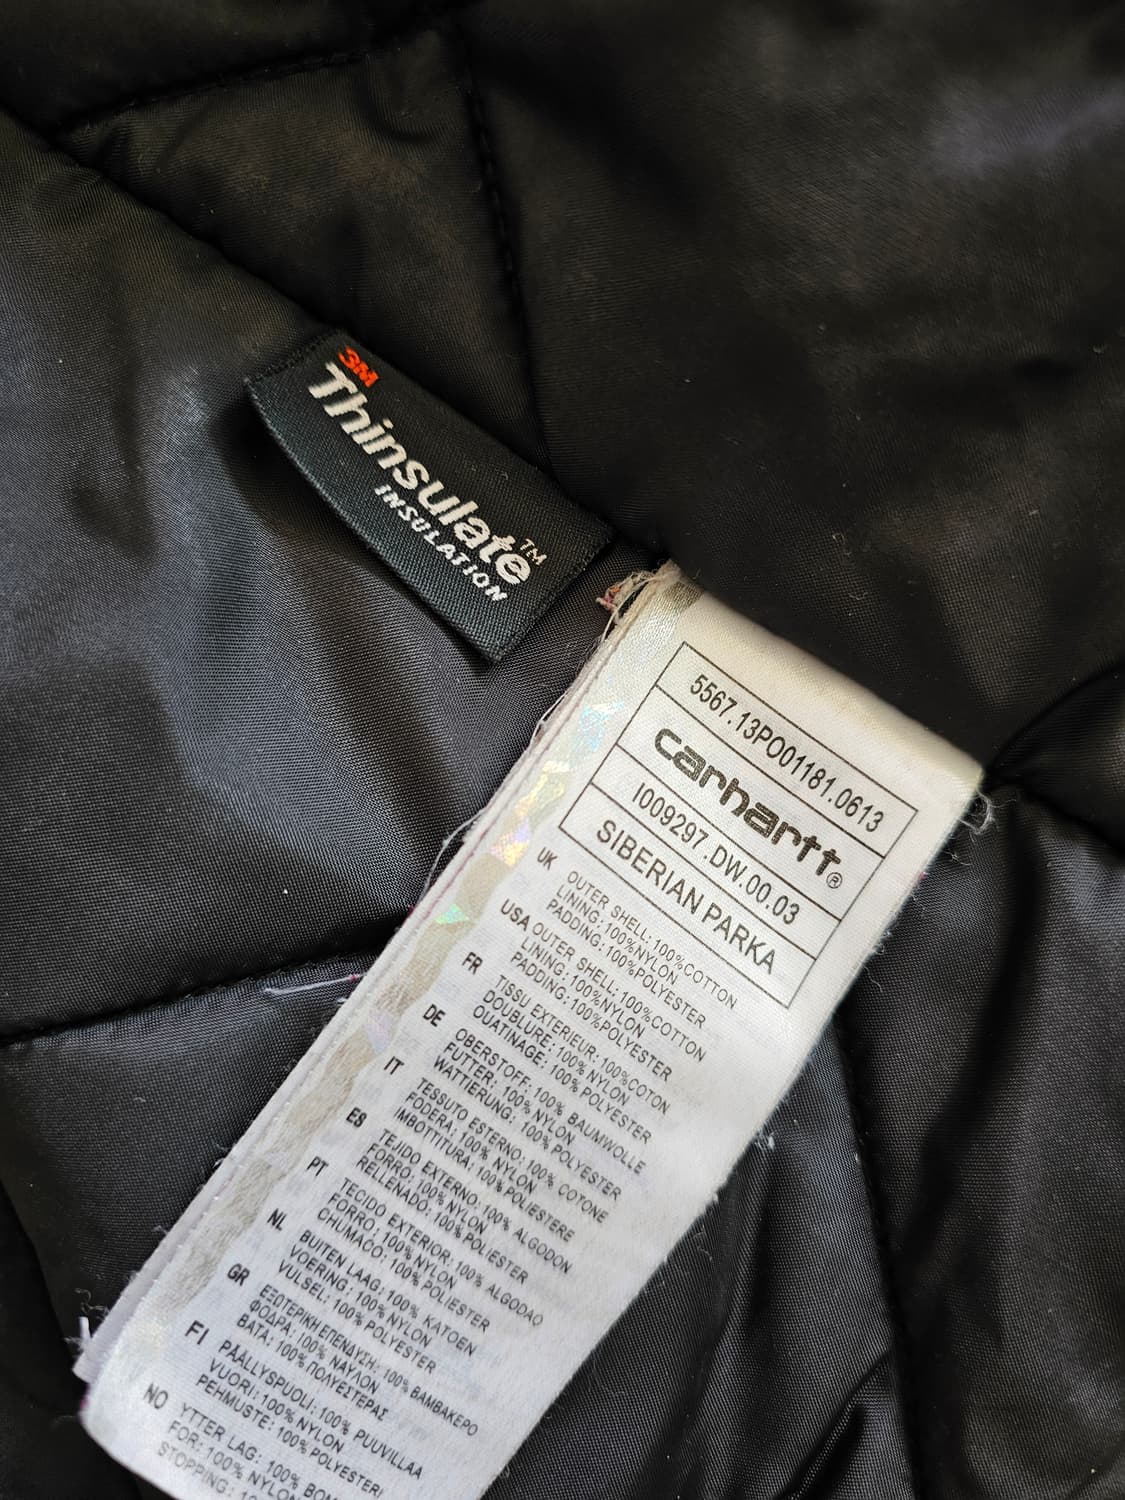 3M
Thinsulate™
INSULATION
5567.13PO01181.0613
carhartt®
I009297.DW.00.03
SIBERIAN PARKA
UK OUTER SHELL: 100%COTTON
LINING: 100%NYLON
PADDING: 100%POLYESTER
USA OUTER SHELL: 100%COTTON
LINING: 100%NYLON
PADDING: 100%POLYESTER
FR TISSU EXTERIEUR: 100%COTON
DOUBLURE: 100% NYLON
OUATINAGE: 100% POLYESTER
DE OBERSTOFF: 100% BAUMWOLLE
FUTTER: 100% NYLON
WATTIERUNG: 100% POLYESTER
IT TESSUTO ESTERNO: 100% COTONE
FODERA: 100% NYLON
IMBOTTITURA: 100% POLIESTERE
ES TEJIDO EXTERNO: 100% ALGODON
FORRO: 100% NYLON
RELLENADO: 100% POLIESTER
PT TECIDO EXTERIOR: 100% ALGODAO
FORRO: 100% NYLON
CHUMACO: 100% POLIESTER
NL BUITEN LAAG: 100% KATOEN
VOERING: 100% NYLON
VULSEL: 100% POLYESTER
GR ΕΞΩΤΕΡΙΚΗ ΕΠΕΝΔΥΣΗ: 100% ΒΑΜΒΑΚΕΡΟ
ΦΟΔΡΑ: 100% ΝΑΥΛΟΝ
ΒΑΤΑ: 100% ΠΟΛΥΕΣΤΕΡΑΣ
FI PÄÄLLYSPUOLI: 100% PUUVILLAA
VUORI: 100% NYLON
PEHMUSTE: 100% POLYESTERI
NO YTTER LAG: 100% BOM
FOR: 100% NYLON
STOPPING: